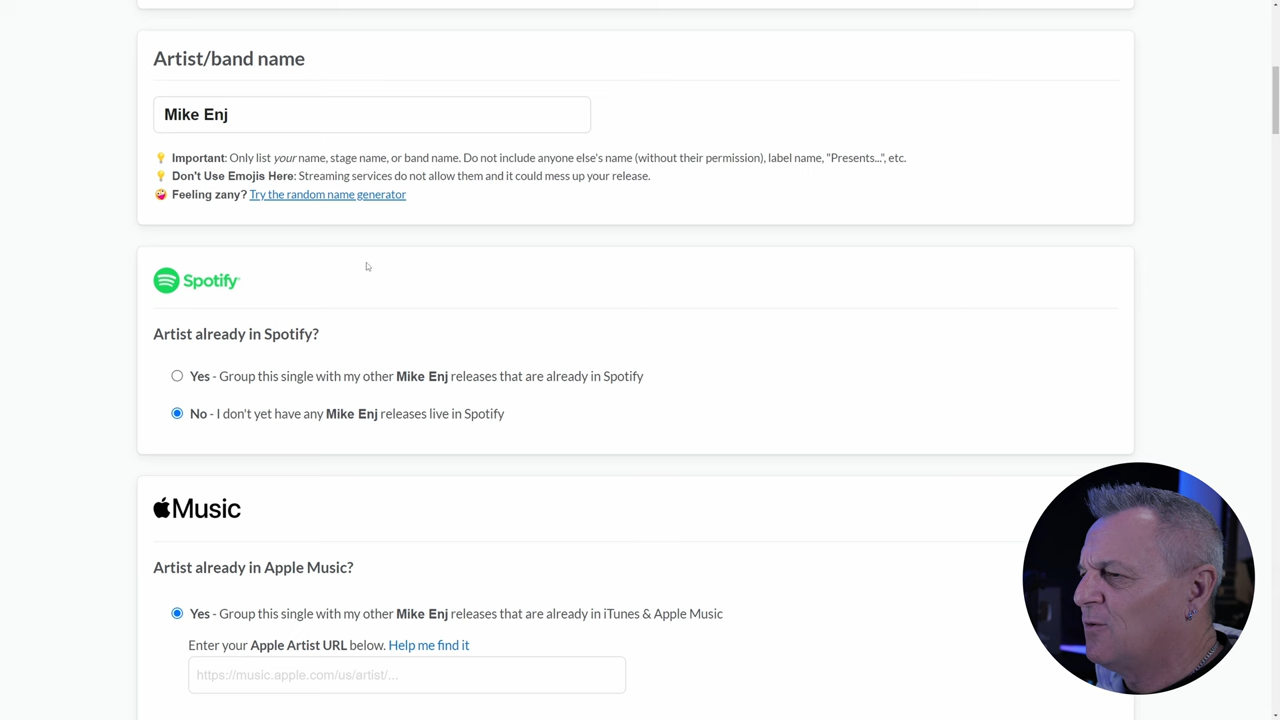 Artist/band name
Mike Enj
💡 Important: Only list your name, stage name, or band name. Do not include anyone else's name (without their permission), label name, "Presents...", etc.
💡 Don't Use Emojis Here: Streaming services do not allow them and it could mess up your release.
🤪 Feeling zany? Try the random name generator
Spotify
Artist already in Spotify?
Yes - Group this single with my other Mike Enj releases that are already in Spotify
No - I don't yet have any Mike Enj releases live in Spotify
Music
Artist already in Apple Music?
Yes - Group this single with my other Mike Enj releases that are already in iTunes & Apple Music
Enter your Apple Artist URL below. Help me find it
https://music.apple.com/us/artist/...